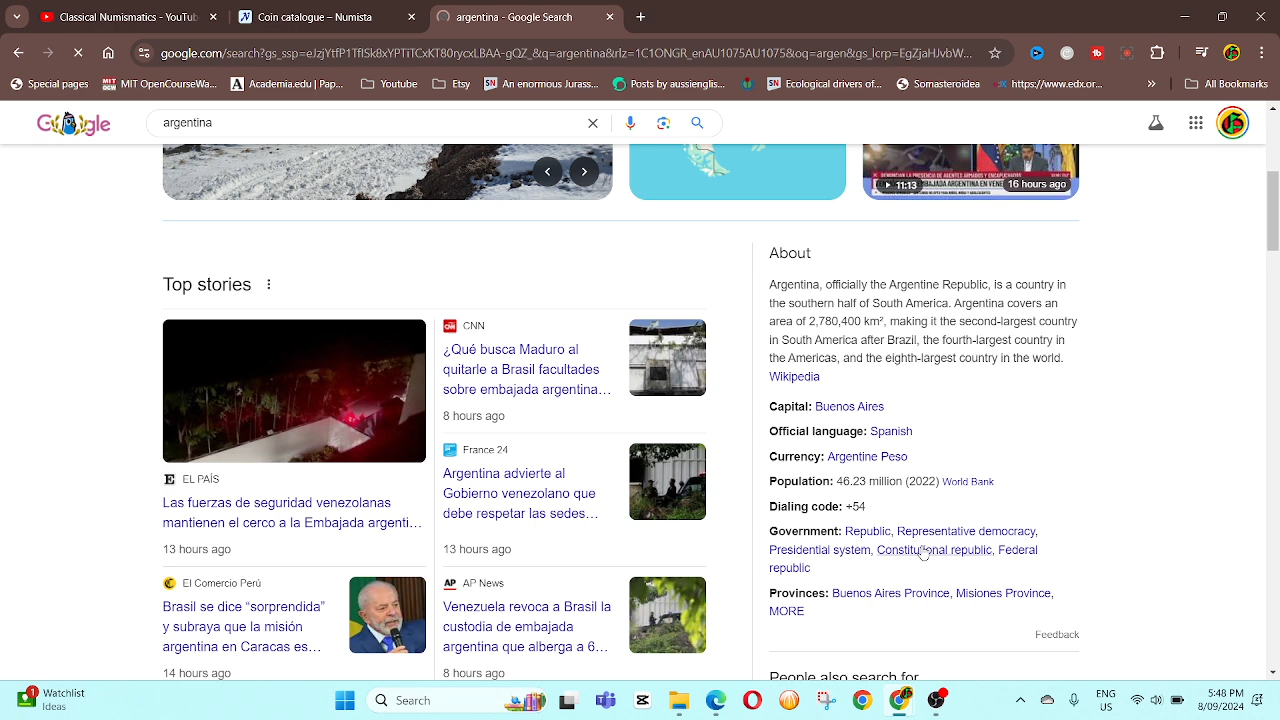 Classical Numismatics - YouTub
Coin catalog – Numista
argentina - Google Search
google.com/search?gs_ssp=eJzjYtfP1TflSk8xYPTiTCxKT80rycxLBAA-qOZ_&q=argentina&rlz=1C1ONGR_enAU1075AU1075&oq=argen&gs_lcrp=EgZjaHJvbW...
Special pages
MIT OpenCourseWa...
Academia.edu | Pap...
Youtube
Etsy
An enormous Jurass...
Posts by aussiengl...
Ecological drivers of...
Somasteroidea
https://www.edx.or...
»
All Bookmarks
Google
argentina
11:13
16 hours ago
Top stories
EL PAÍS
Las fuerzas de seguridad venezolanas
mantienen el cerco a la Embajada argenti...
13 hours ago
El Comercio Perú
Brasil se dice “sorprendida”
y subraya que la misión
argentina en Caracas es...
14 hours ago
CNN
¿Qué busca Maduro al
quitarle a Brasil facultades
sobre embajada argentina...
8 hours ago
France 24
Argentina advierte al
Gobierno venezolano que
debe respetar las sedes...
13 hours ago
AP News
Venezuela revoca a Brasil la
custodia de embajada
argentina que alberga a 6...
8 hours ago
About
Argentina, officially the Argentine Republic, is a country in
the southern half of South America. Argentina covers an
area of 2,780,400 km², making it the second-largest country
in South America after Brazil, the fourth-largest country in
the Americas, and the eighth-largest country in the world.
Wikipedia
Capital: Buenos Aires
Official language: Spanish
Currency: Argentine Peso
Population: 46.23 million (2022) World Bank
Dialing code: +54
Government: Republic, Representative democracy,
Presidential system, Constitutional republic, Federal
republic
Provinces: Buenos Aires Province, Misiones Province,
MORE
Feedback
People also search for
1
Watchlist
Ideas
Search
ENG
US
5:48 PM
8/09/2024